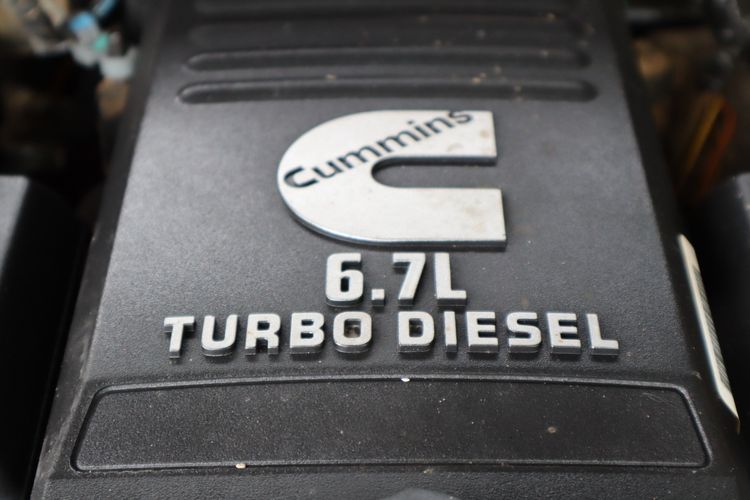 Cummins
6.7L
TURBO DIESEL